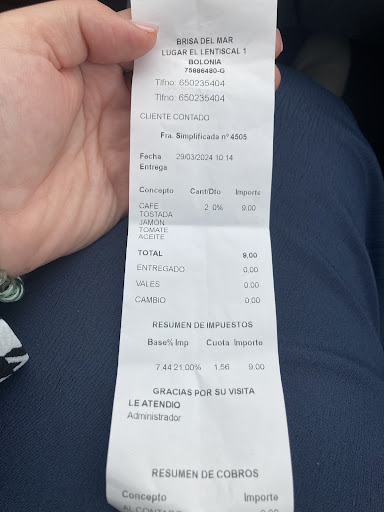 BRISA DEL MAR
LUGAR EL LENTISCAL 1
BOLONIA
75886480-G
Tlfno: 650235404
Tlfno: 650235404
CLIENTE CONTADO
Fra. Simplificada nº 4505
Fecha 29/03/2024 10:14
Entrega
Concepto Cant/Dto Importe
CAFE 2 0% 9.00
TOSTADA
JAMON
TOMATE
ACEITE
TOTAL 9,00
ENTREGADO 0.00
VALES 0.00
CAMBIO 0.00
RESUMEN DE IMPUESTOS
Base% Imp Cuota Importe
7.44 21.00% 1,56 9.00
GRACIAS POR SU VISITA
LE ATENDIO
Administrador
RESUMEN DE COBROS
Concepto Importe
AL CONTADO 9.00